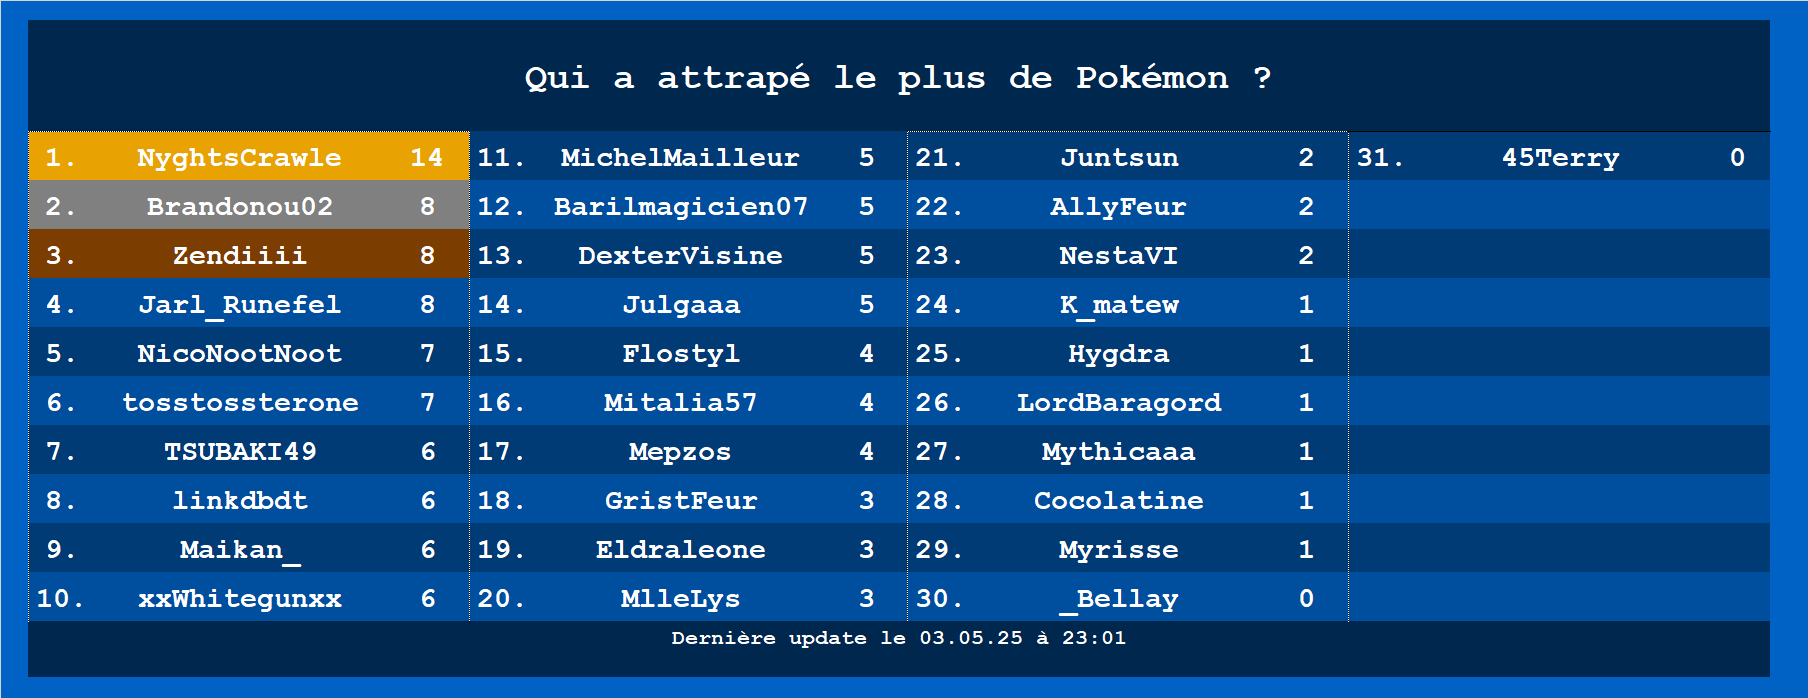 Qui a attrapé le plus de Pokémon ?
1. NyghtsCrawle 14
2. Brandonou02 8
3. Zendiiii 8
4. Jarl_Runefel 8
5. NicoNootNoot 7
6. tosstossterone 7
7. TSUBAKI49 6
8. linkdbdt 6
9. Maikan_ 6
10. xxWhitegunxx 6
11. MichelMailleur 5
12. Barilmagicien07 5
13. DexterVisine 5
14. Julgaaa 5
15. Flostyl 4
16. Mitalia57 4
17. Mepzos 4
18. GristFeur 3
19. Eldraleone 3
20. MlleLys 3
21. Juntsun 2
22. AllyFeur 2
23. NestaVI 2
24. K_matew 1
25. Hygdra 1
26. LordBaragord 1
27. Mythicaaa 1
28. Cocolatine 1
29. Myrisse 1
30. _Bellay 0
31. 45Terry 0
Dernière update le 03.05.25 à 23:01